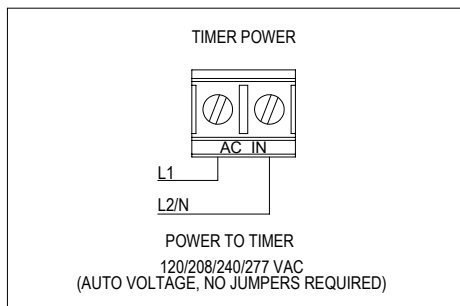 TIMER POWER
AC IN
L1
L2/N
POWER TO TIMER
120/208/240/277 VAC
(AUTO VOLTAGE, NO JUMPERS REQUIRED)